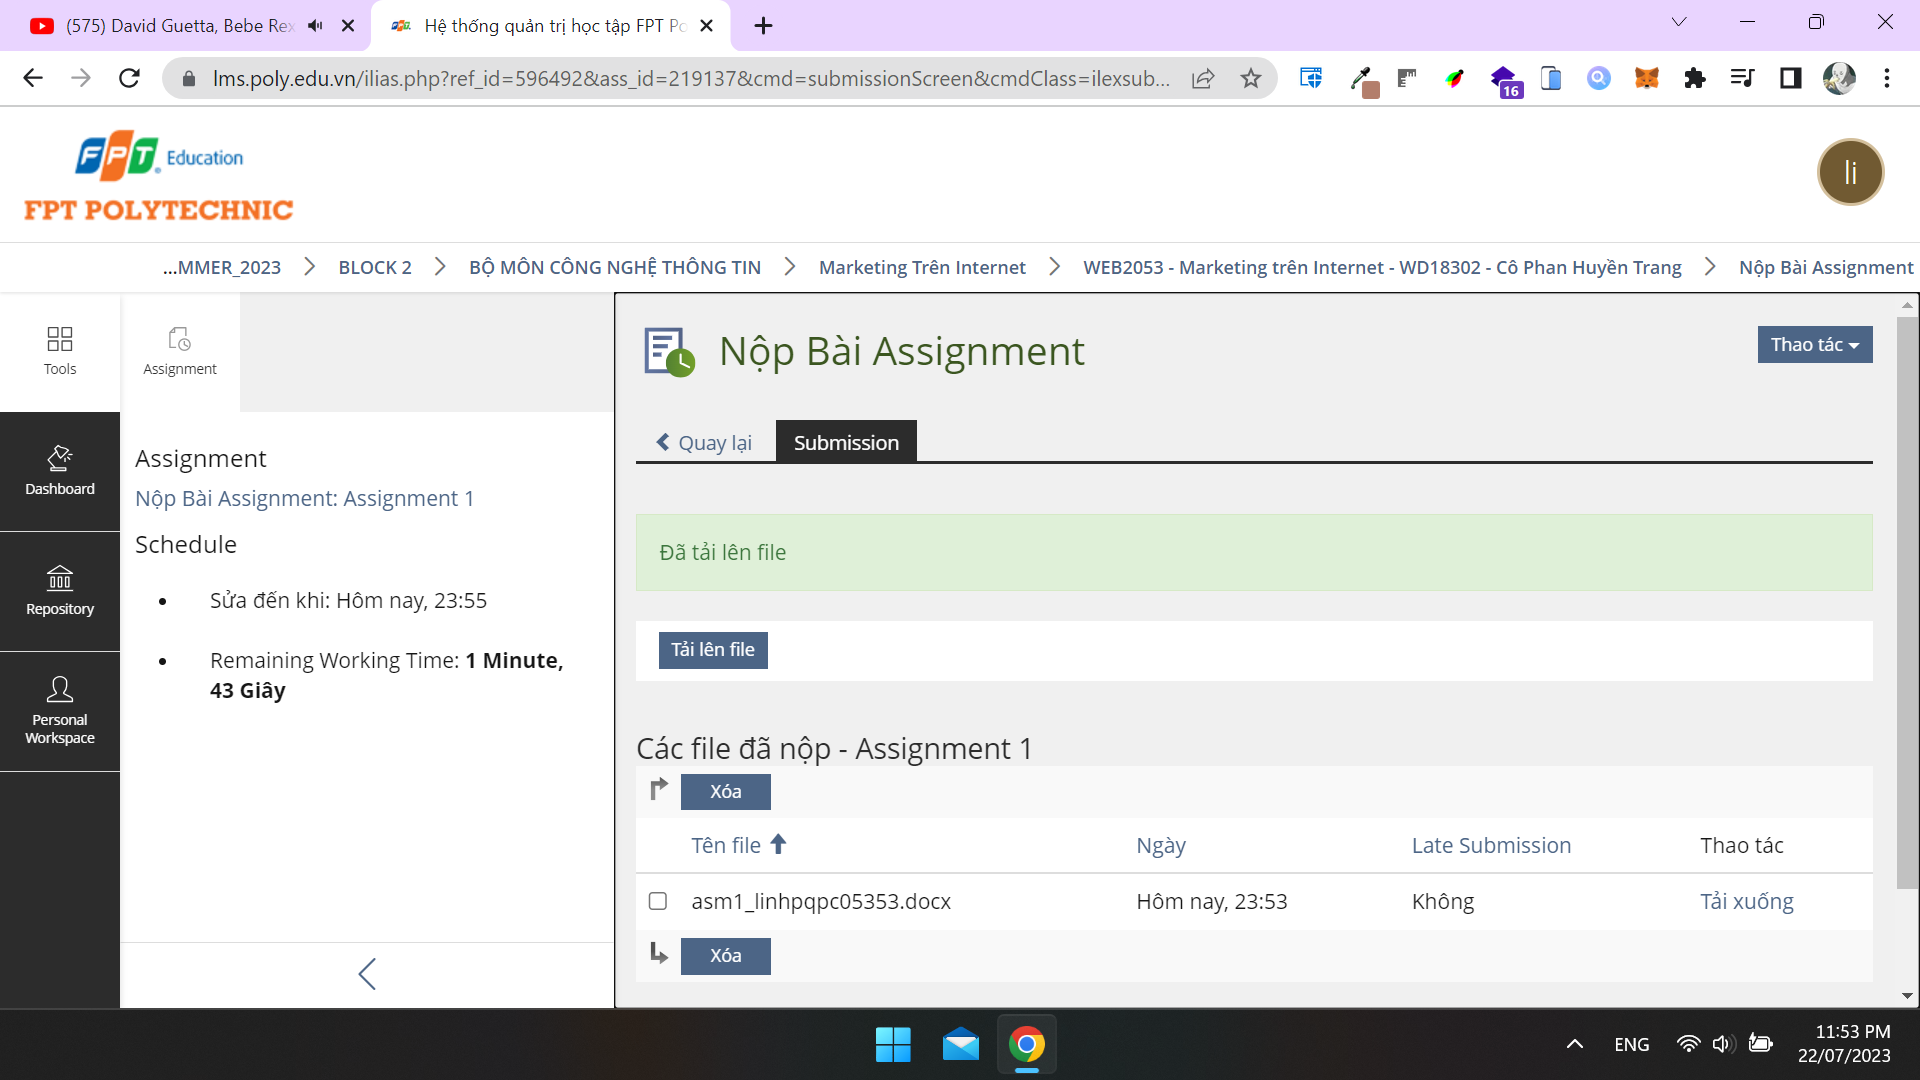 (575) David Guetta, Bebe Rex
Hệ thống quản trị học tập FPT Po
lms.poly.edu.vn/ilias.php?ref_id=596492&ass_id=219137&cmd=submissionScreen&cmdClass=ilexsub...
16
FPT Education
FPT POLYTECHNIC
li
...MMER_2023
BLOCK 2
BỘ MÔN CÔNG NGHỆ THÔNG TIN
Marketing Trên Internet
WEB2053 - Marketing trên Internet - WD18302 - Cô Phan Huyền Trang
Nộp Bài Assignment
Tools
Dashboard
Repository
Personal
Workspace
Assignment
Assignment
Nộp Bài Assignment: Assignment 1
Schedule
Sửa đến khi: Hôm nay, 23:55
Remaining Working Time: 1 Minute,
43 Giây
Nộp Bài Assignment
Thao tác
Quay lại
Submission
Đã tải lên file
Tải lên file
Các file đã nộp - Assignment 1
Xóa
Tên file
Ngày
Late Submission
Thao tác
asm1_linhpqpc05353.docx
Hôm nay, 23:53
Không
Tải xuống
Xóa
ENG
11:53 PM
22/07/2023